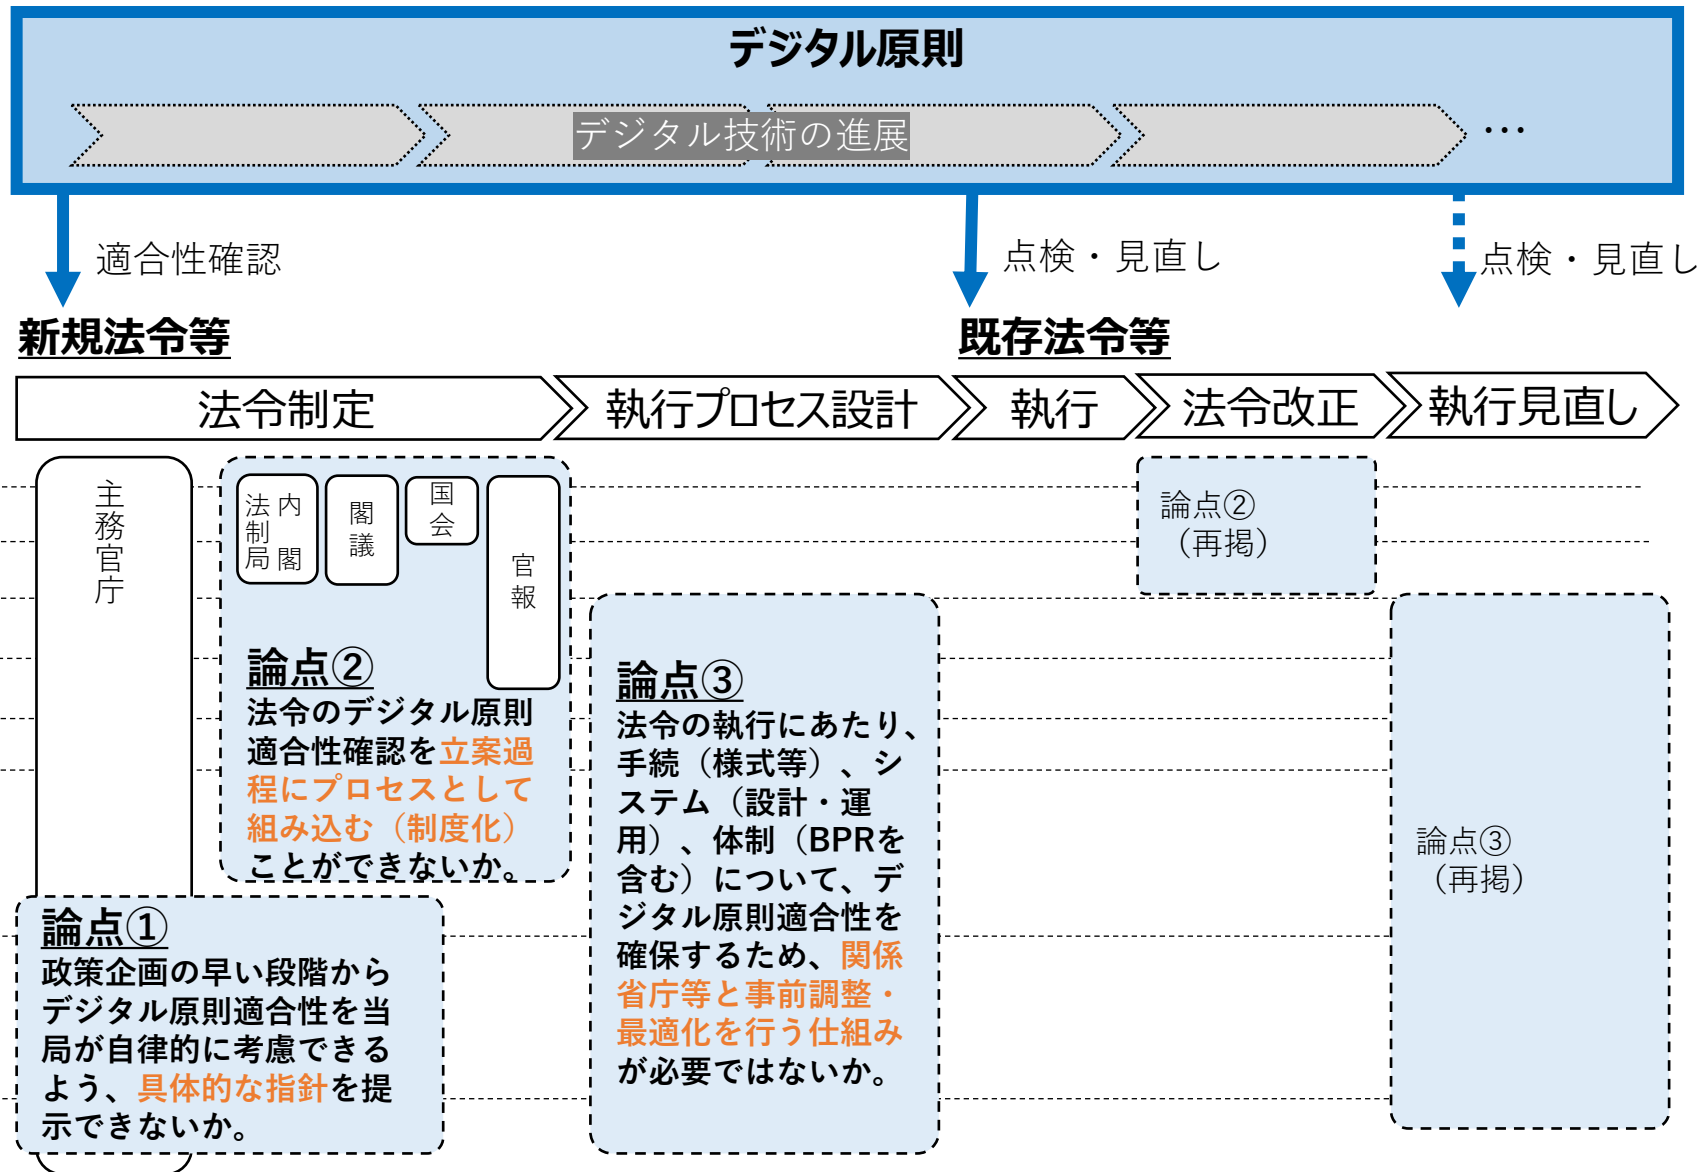 デジタル原則
デジタル技術の進展
…
適合性確認
点検・見直し
点検・見直し
新規法令等
既存法令等
法令制定
執行プロセス設計
執行
法令改正
執行見直し
主務官庁
内閣
法制局
閣議
国会
官報
論点②
法令のデジタル原則
適合性確認を立案過
程にプロセスとして
組み込む（制度化）
ことができないか。
論点①
政策企画の早い段階から
デジタル原則適合性を当
局が自律的に考慮できる
よう、具体的な指針を提
示できないか。
論点③
法令の執行にあたり、
手続（様式等）、シ
ステム（設計・運
用）、体制（BPRを
含む）について、デ
ジタル原則適合性を
確保するため、関係
省庁等と事前調整・
最適化を行う仕組み
が必要ではないか。
論点②
（再掲）
論点③
（再掲）